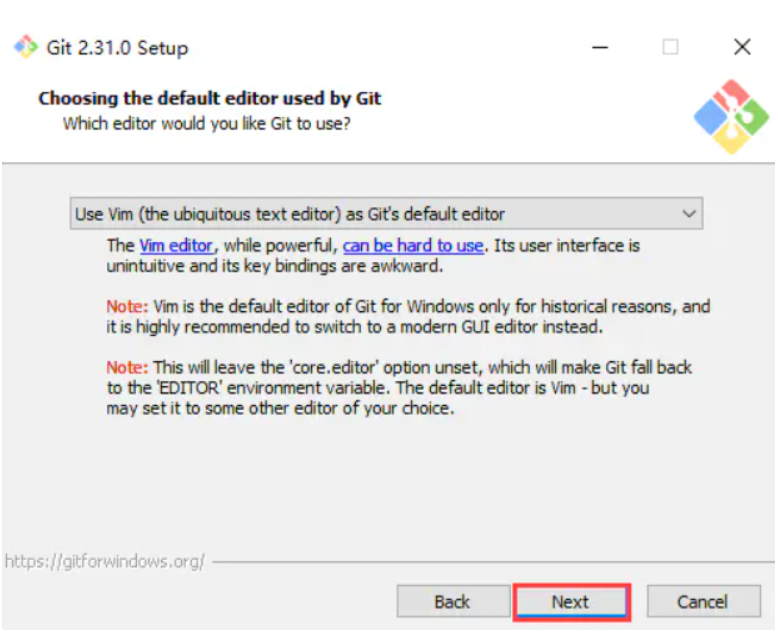 Git 2.31.0 Setup
Choosing the default editor used by Git
Which editor would you like Git to use?
Use Vim (the ubiquitous text editor) as Git's default editor
The Vim editor, while powerful, can be hard to use. Its user interface is
unintuitive and its key bindings are awkward.
Note: Vim is the default editor of Git for Windows only for historical reasons, and
it is highly recommended to switch to a modern GUI editor instead.
Note: This will leave the 'core.editor' option unset, which will make Git fall back
to the 'EDITOR' environment variable. The default editor is Vim - but you
may set it to some other editor of your choice.
https://gitforwindows.org/
Back Next Cancel